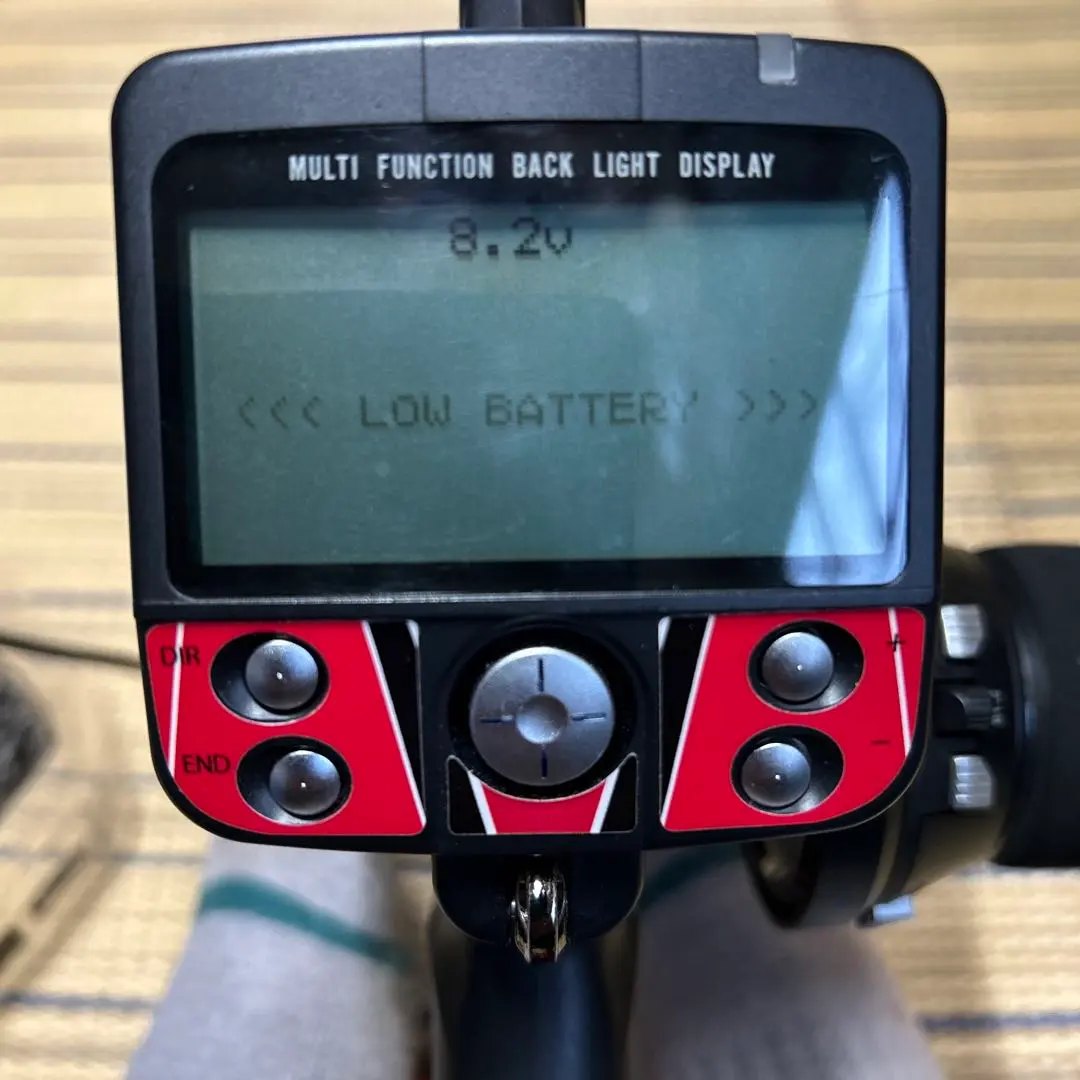 MULTI FUNCTION BACK LIGHT DISPLAY
8.2v
<<< LOW BATTERY >>>
DIR
+
END
−